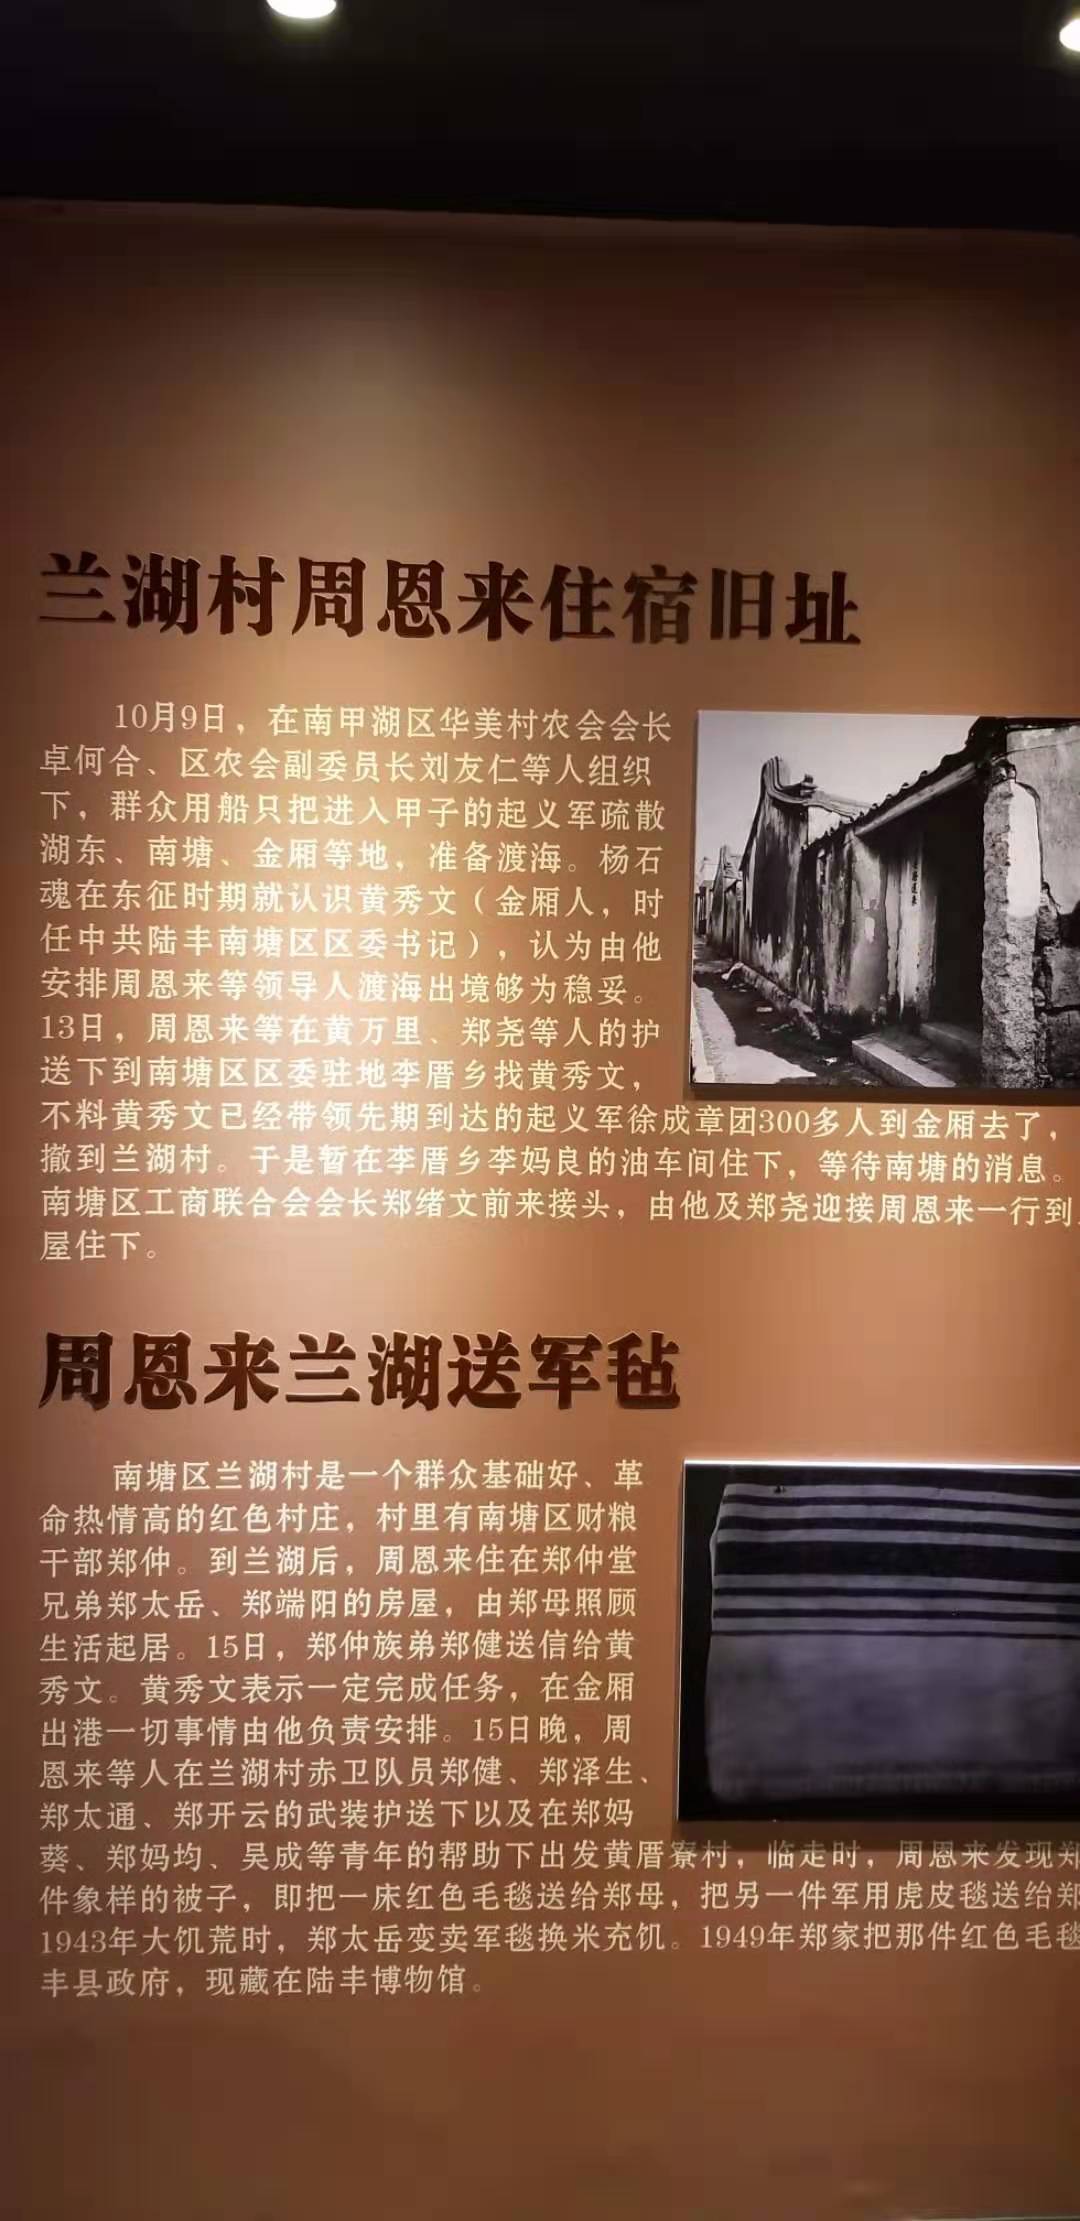 兰湖村周恩来住宿旧址
10月9日，在南甲湖区华美村农会会长
卓何合、区农会副委员长刘友仁等人组织
下，群众用船只把进入甲子的起义军疏散
湖东、南塘、金厢等地，准备渡海。杨石
魂在东征时期就认识黄秀文（金厢人，时
任中共陆丰南塘区区委书记），认为由他
安排周恩来等领导人渡海出境够为稳妥。
13日，周恩来等在黄万里、郑尧等人的护
送下到南塘区区委驻地李厝乡找黄秀文，
不料黄秀文已经带领先期到达的起义军徐成章团300多人到金厢去了，
撤到兰湖村。于是暂在李厝乡李妈良的油车间住下，等待南塘的消息。
南塘区工商联合会会长郑绪文前来接头，由他及郑尧迎接周恩来一行到
屋住下。
周恩来兰湖送军毡
南塘区兰湖村是一个群众基础好、革
命热情高的红色村庄，村里有南塘区财粮
干部郑仲。到兰湖后，周恩来住在郑仲堂
兄弟郑太岳、郑端阳的房屋，由郑母照顾
生活起居。15日，郑仲族弟郑健送信给黄
秀文。黄秀文表示一定完成任务，在金厢
出港一切事情由他负责安排。15日晚，周
恩来等人在兰湖村赤卫队员郑健、郑泽生、
郑太通、郑开云的武装护送下以及在郑妈
葵、郑妈均、吴成等青年的帮助下出发黄厝寮村，临走时，周恩来发现郑
件象样的被子，即把一床红色毛毯送给郑母，把另一件军用虎皮毯送给郑
1943年大饥荒时，郑太岳变卖军毯换米充饥。1949年郑家把那件红色毛毯
丰县政府，现藏在陆丰博物馆。